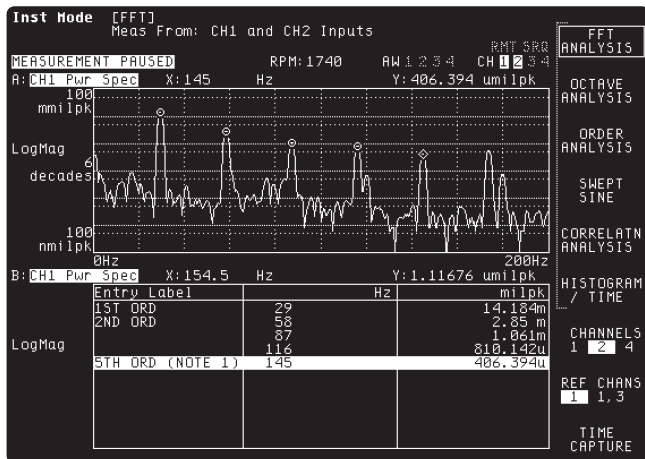 Inst Mode [FFT]
Meas From: CH1 and CH2 Inputs
RMT SRQ
MEASUREMENT PAUSED RPM:1740 AW 1 2 3 4 CH 1 2 3 4
A: CH1 Pwr Spec X:145 Hz Y:406.394 umilpk
100
mmilpk
LogMag
6
decades
100
nmilpk
0Hz 200Hz
B: CH1 Pwr Spec X:154.5 Hz Y:1.11676 umilpk
Entry Label Hz milpk
1ST ORD 29 14.184m
2ND ORD 58 2.85 m
87 1.061m
LogMag 116 810.142u
5TH ORD (NOTE 1) 145 406.394u
FFT
ANALYSIS
OCTAVE
ANALYSIS
ORDER
ANALYSIS
SWEPT
SINE
CORRELATN
ANALYSIS
HISTOGRAM
/ TIME
CHANNELS
1 2 4
REF CHANS
1 1,3
TIME
CAPTURE